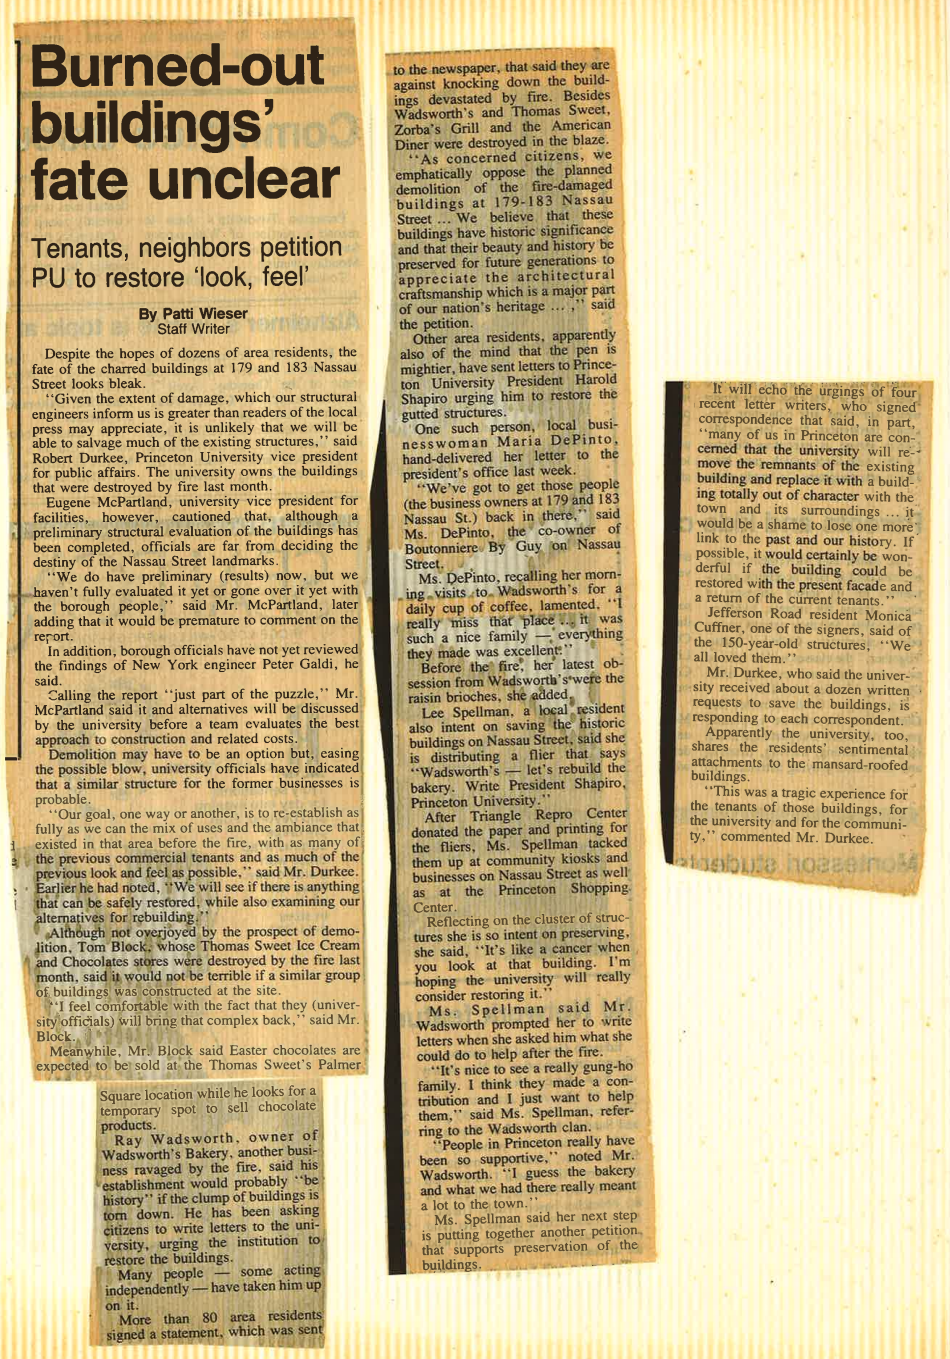 Burned-out
buildings'
fate unclear
Tenants, neighbors petition
PU to restore 'look, feel'
By Patti Wieser
Staff Writer
Despite the hopes of dozens of area residents, the
fate of the charred buildings at 179 and 183 Nassau
Street looks bleak.
"Given the extent of damage, which our structural
engineers inform us is greater than readers of the local
press may appreciate, it is unlikely that we will be
able to salvage much of the existing structures," said
Robert Durkee, Princeton University vice president
for public affairs. The university owns the buildings
that were destroyed by fire last month.
Eugene McPartland, university vice president for
facilities, however, cautioned that, although a
preliminary structural evaluation of the buildings has
been completed, officials are far from deciding the
destiny of the Nassau Street landmarks.
"We do have preliminary (results) now, but we
haven't fully evaluated it yet or gone over it yet with
the borough people," said Mr. McPartland, later
adding that it would be premature to comment on the
report.
In addition, borough officials have not yet reviewed
the findings of New York engineer Peter Galdi, he
said.
Calling the report "just part of the puzzle," Mr.
McPartland said it and alternatives will be discussed
by the university before a team evaluates the best
approach to construction and related costs.
Demolition may have to be an option but, easing
the possible blow, university officials have indicated
that a similar structure for the former businesses is
probable.
"Our goal, one way or another, is to re-establish as
fully as we can the mix of uses and the ambiance that
existed in that area before the fire, with as many of
the previous commercial tenants and as much of the
previous look and feel as possible," said Mr. Durkee.
Earlier he had noted, "We will see if there is anything
that can be safely restored, while also examining our
alternatives for rebuilding."
Although not overjoyed by the prospect of demo-
lition, Tom Block, whose Thomas Sweet Ice Cream
and Chocolates stores were destroyed by the fire last
month, said it would not be terrible if a similar group
of buildings was constructed at the site.
"I feel comfortable with the fact that they (univer-
sity officials) will bring that complex back," said Mr.
Block.
Meanwhile, Mr. Block said Easter chocolates are
expected to be sold at the Thomas Sweet's Palmer
Square location while he looks for a
temporary spot to sell chocolate
products.
Ray Wadsworth, owner of
Wadsworth's Bakery, another busi-
ness ravaged by the fire, said his
establishment would probably "be
history" if the clump of buildings is
torn down. He has been asking
citizens to write letters to the uni-
versity, urging the institution to
restore the buildings.
Many people — some acting
independently — have taken him up
on it.
More than 80 area residents
signed a statement, which was sent
to the newspaper, that said they are
against knocking down the build-
ings devastated by fire. Besides
Wadsworth's and Thomas Sweet,
Zorba's Grill and the American
Diner were destroyed in the blaze.
"As concerned citizens, we
emphatically oppose the planned
demolition of the fire-damaged
buildings at 179-183 Nassau
Street ... We believe that these
buildings have historic significance
and that their beauty and history be
preserved for future generations to
appreciate the architectural
craftsmanship which is a major part
of our nation's heritage ... ," said
the petition.
Other area residents, apparently
also of the mind that the pen is
mightier, have sent letters to Prince-
ton University President Harold
Shapiro urging him to restore the
gutted structures.
One such person, local busi-
nesswoman Maria DePinto,
hand-delivered her letter to the
president's office last week.
"We've got to get those people
(the business owners at 179 and 183
Nassau St.) back in there," said
Ms. DePinto, the co-owner of
Boutonniere By Guy on Nassau
Street.
Ms. DePinto, recalling her morn-
ing visits to Wadsworth's for a
daily cup of coffee, lamented, "I
really miss that place ... it was
such a nice family — everything
they made was excellent."
Before the fire, her latest ob-
session from Wadsworth's were the
raisin brioches, she added.
Lee Spellman, a local resident
also intent on saving the historic
buildings on Nassau Street, said she
is distributing a flier that says
"Wadsworth's — let's rebuild the
bakery. Write President Shapiro,
Princeton University."
After Triangle Repro Center
donated the paper and printing for
the fliers, Ms. Spellman tacked
them up at community kiosks and
businesses on Nassau Street as well
as at the Princeton Shopping
Center.
Reflecting on the cluster of struc-
tures she is so intent on preserving,
she said, "It's like a cancer when
you look at that building. I'm
hoping the university will really
consider restoring it."
Ms. Spellman said Mr.
Wadsworth prompted her to write
letters when she asked him what she
could do to help after the fire.
"It's nice to see a really gung-ho
family. I think they made a con-
tribution and I just want to help
them," said Ms. Spellman, refer-
ring to the Wadsworth clan.
"People in Princeton really have
been so supportive," noted Mr.
Wadsworth. "I guess the bakery
and what we had there really meant
a lot to the town."
Ms. Spellman said her next step
is putting together another petition
that supports preservation of the
buildings.
It will echo the urgings of four
recent letter writers, who signed
correspondence that said, in part,
"many of us in Princeton are con-
cerned that the university will re-
move the remnants of the existing
building and replace it with a build-
ing totally out of character with the
town and its surroundings ... it
would be a shame to lose one more
link to the past and our history. If
possible, it would certainly be won-
derful if the building could be
restored with the present facade and
a return of the current tenants."
Jefferson Road resident Monica
Cuffner, one of the signers, said of
the 150-year-old structures, "We
all loved them."
Mr. Durkee, who said the univer-
sity received about a dozen written
requests to save the buildings, is
responding to each correspondent.
Apparently the university, too,
shares the residents' sentimental
attachments to the mansard-roofed
buildings.
"This was a tragic experience for
the tenants of those buildings, for
the university and for the communi-
ty," commented Mr. Durkee.